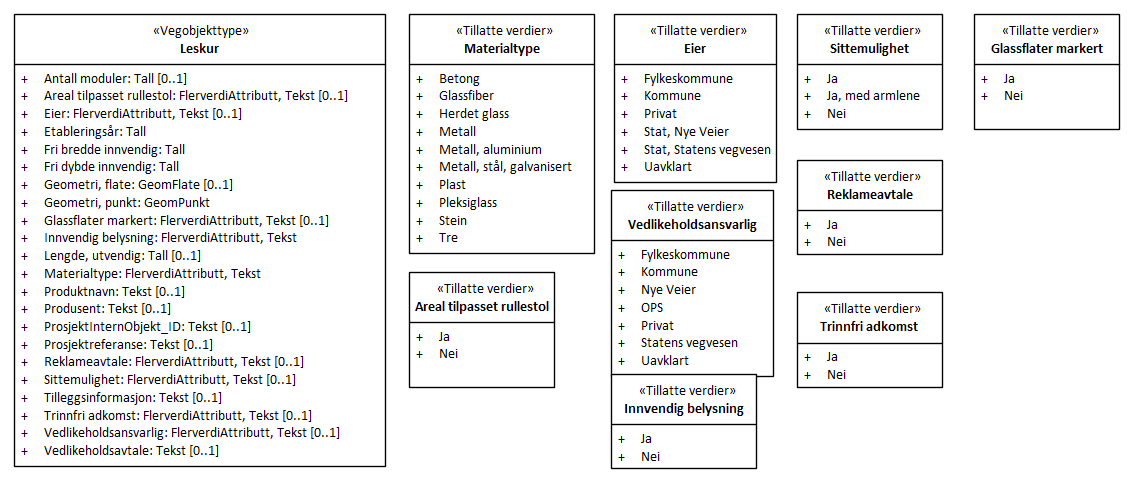 «Vegobjekttype»
Leskur
+ Antall moduler: Tall [0..1]
+ Areal tilpasset rullestol: FlerverdiAttributt, Tekst [0..1]
+ Eier: FlerverdiAttributt, Tekst [0..1]
+ Etableringsår: Tall
+ Fri bredde innvendig: Tall
+ Fri dybde innvendig: Tall
+ Geometri, flate: GeomFlate [0..1]
+ Geometri, punkt: GeomPunkt
+ Glassflater markert: FlerverdiAttributt, Tekst [0..1]
+ Innvendig belysning: FlerverdiAttributt, Tekst
+ Lengde, utvendig: Tall [0..1]
+ Materialtype: FlerverdiAttributt, Tekst
+ Produktnavn: Tekst [0..1]
+ Produsent: Tekst [0..1]
+ ProsjektInternObjekt_ID: Tekst [0..1]
+ Prosjektreferanse: Tekst [0..1]
+ Reklameavtale: FlerverdiAttributt, Tekst [0..1]
+ Sittemulighet: FlerverdiAttributt, Tekst [0..1]
+ Tilleggsinformasjon: Tekst [0..1]
+ Trinnfri adkomst: FlerverdiAttributt, Tekst [0..1]
+ Vedlikeholdsansvarlig: FlerverdiAttributt, Tekst [0..1]
+ Vedlikeholdsavtale: Tekst [0..1]
«Tillatte verdier»
Materialtype
+ Betong
+ Glassfiber
+ Herdet glass
+ Metall
+ Metall, aluminium
+ Metall, stål, galvanisert
+ Plast
+ Pleksiglass
+ Stein
+ Tre
«Tillatte verdier»
Areal tilpasset rullestol
+ Ja
+ Nei
«Tillatte verdier»
Eier
+ Fylkeskommune
+ Kommune
+ Privat
+ Stat, Nye Veier
+ Stat, Statens vegvesen
+ Uavklart
«Tillatte verdier»
Vedlikeholdsansvarlig
+ Fylkeskommune
+ Kommune
+ Nye Veier
+ OPS
+ Privat
+ Statens vegvesen
+ Uavklart
«Tillatte verdier»
Innvendig belysning
+ Ja
+ Nei
«Tillatte verdier»
Sittemulighet
+ Ja
+ Ja, med armlene
+ Nei
«Tillatte verdier»
Reklameavtale
+ Ja
+ Nei
«Tillatte verdier»
Trinnfri adkomst
+ Ja
+ Nei
«Tillatte verdier»
Glassflater markert
+ Ja
+ Nei